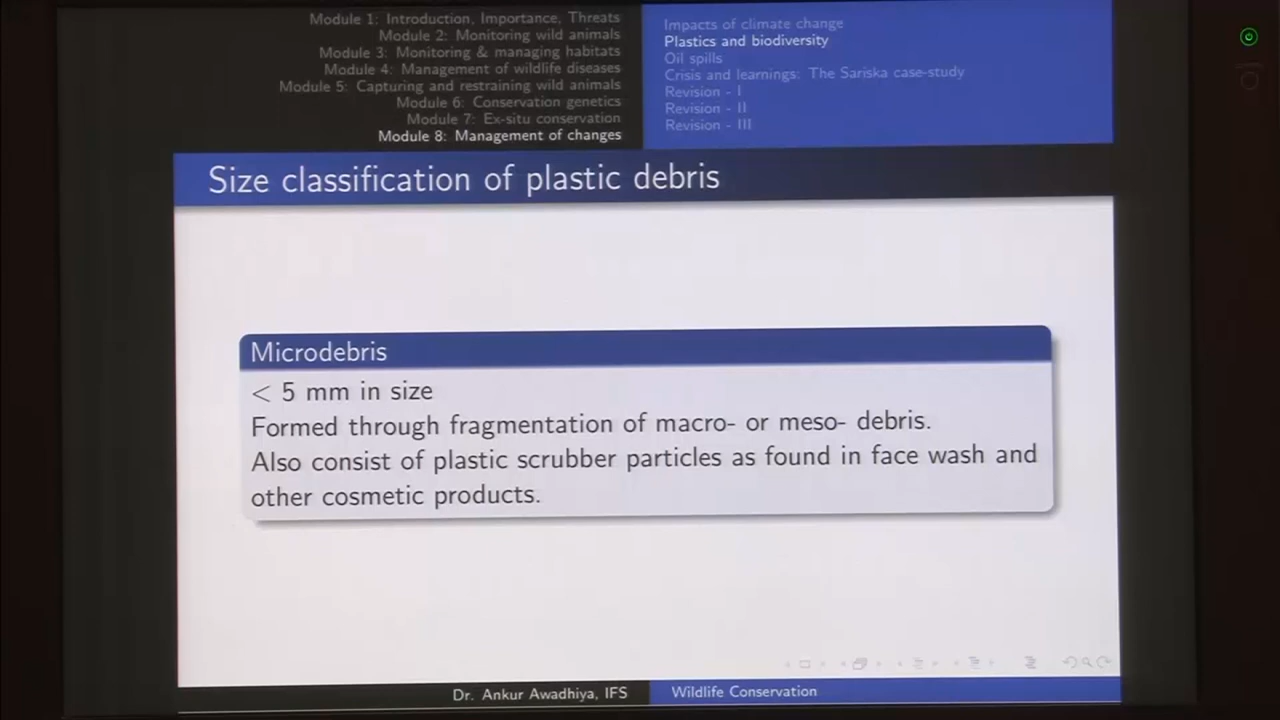 Module 1: Introduction, Importance, Threats
Module 2: Monitoring wild animals
Module 3: Monitoring & managing habitats
Module 4: Management of wildlife diseases
Module 5: Capturing and restraining wild animals
Module 6: Conservation genetics
Module 7: Ex-situ conservation
Module 8: Management of changes
Impacts of climate change
Plastics and biodiversity
Oil spills
Crisis and learnings: The Sariska case-study
Revision - I
Revision - II
Revision - III
Size classification of plastic debris
Microdebris
< 5 mm in size
Formed through fragmentation of macro- or meso- debris.
Also consist of plastic scrubber particles as found in face wash and
other cosmetic products.
Dr. Ankur Awadhiya, IFS
Wildlife Conservation